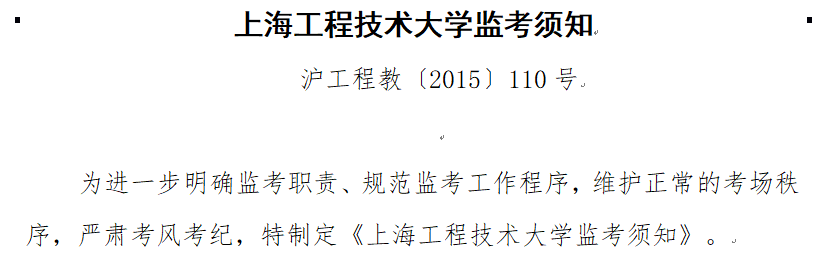 上海工程技术大学监考须知
沪工程教〔2015〕110号
为进一步明确监考职责、规范监考工作程序，维护正常的考场秩
序，严肃考风考纪，特制定《上海工程技术大学监考须知》。